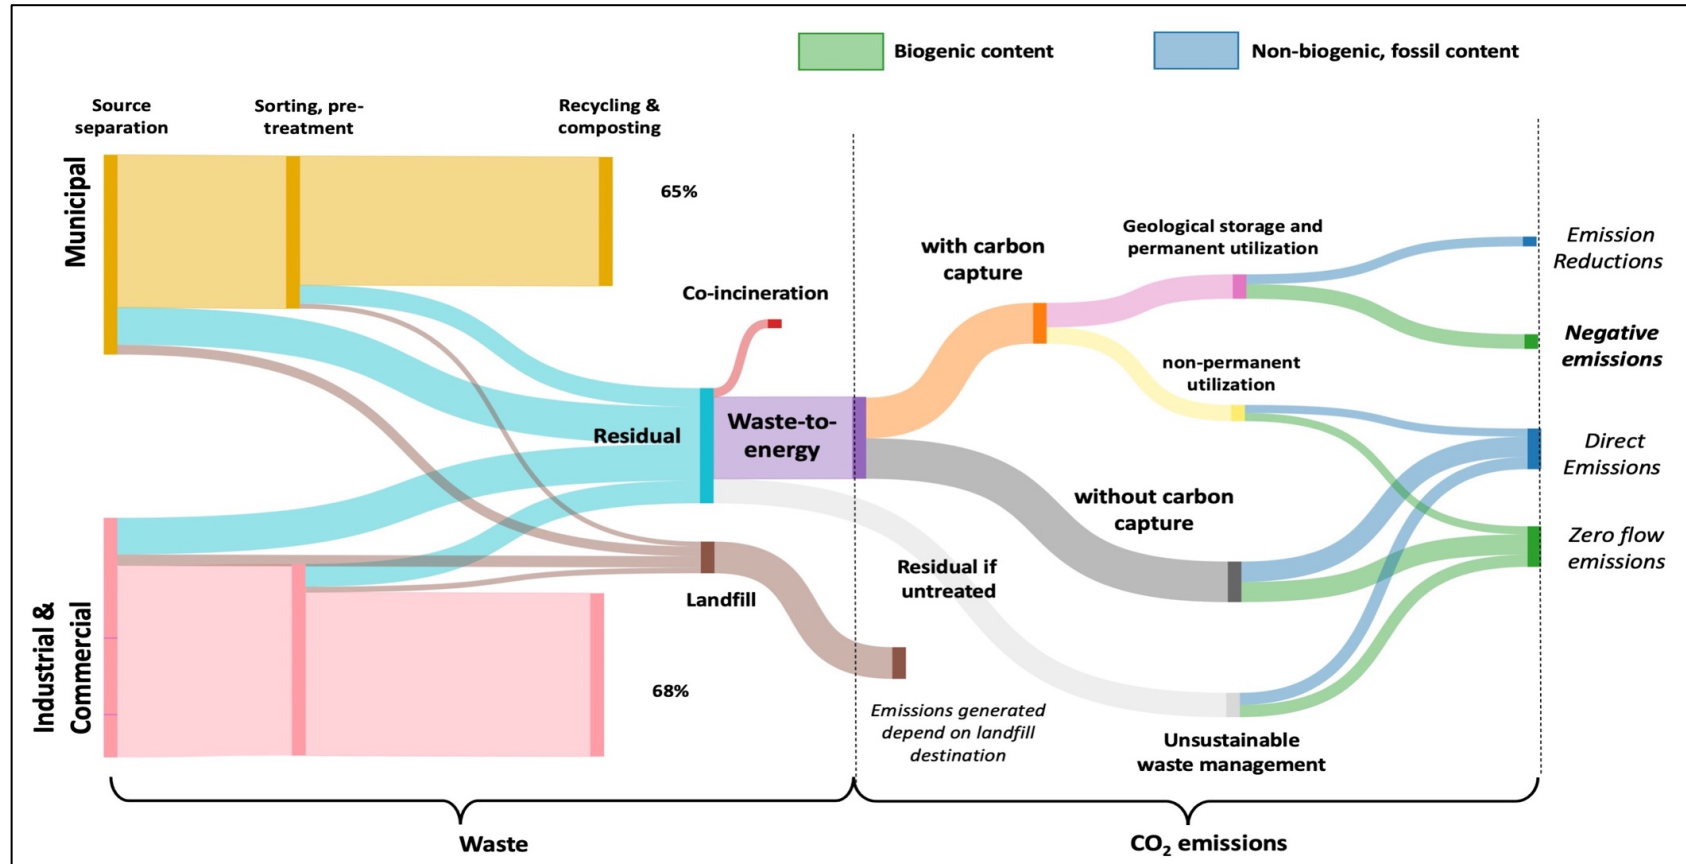 Biogenic content
Non-biogenic, fossil content
Source
separation
Sorting, pre-
treatment
Recycling &
composting
Municipal
65%
Co-incineration
Residual
Waste-to-
energy
Industrial &
Commercial
68%
Landfill
Residual if
untreated
Emissions generated
depend on landfill
destination
with carbon
capture
Geological storage and
permanent utilization
non-permanent
utilization
without carbon
capture
Unsustainable
waste management
Emission
Reductions
Negative
emissions
Direct
Emissions
Zero flow
emissions
Waste
CO₂ emissions